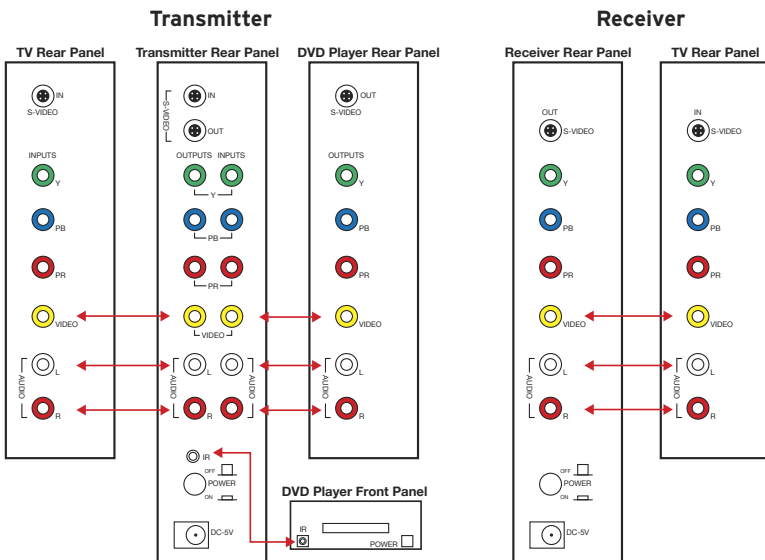 Transmitter
Receiver
TV Rear Panel
Transmitter Rear Panel
DVD Player Rear Panel
Receiver Rear Panel
TV Rear Panel
IN
S-VIDEO
INPUTS
Y
PB
PR
VIDEO
L
AUDIO
R
S-VIDEO
IN
OUT
OUTPUTS INPUTS
Y
PB
PR
VIDEO
AUDIO
L
AUDIO
R
IR
OFF
POWER
ON
DC-5V
OUT
S-VIDEO
OUTPUTS
Y
PB
PR
VIDEO
L
AUDIO
R
DVD Player Front Panel
IR
POWER
OUT
S-VIDEO
Y
PB
PR
VIDEO
L
AUDIO
R
OFF
POWER
ON
DC-5V
IN
S-VIDEO
Y
PB
PR
VIDEO
L
AUDIO
R